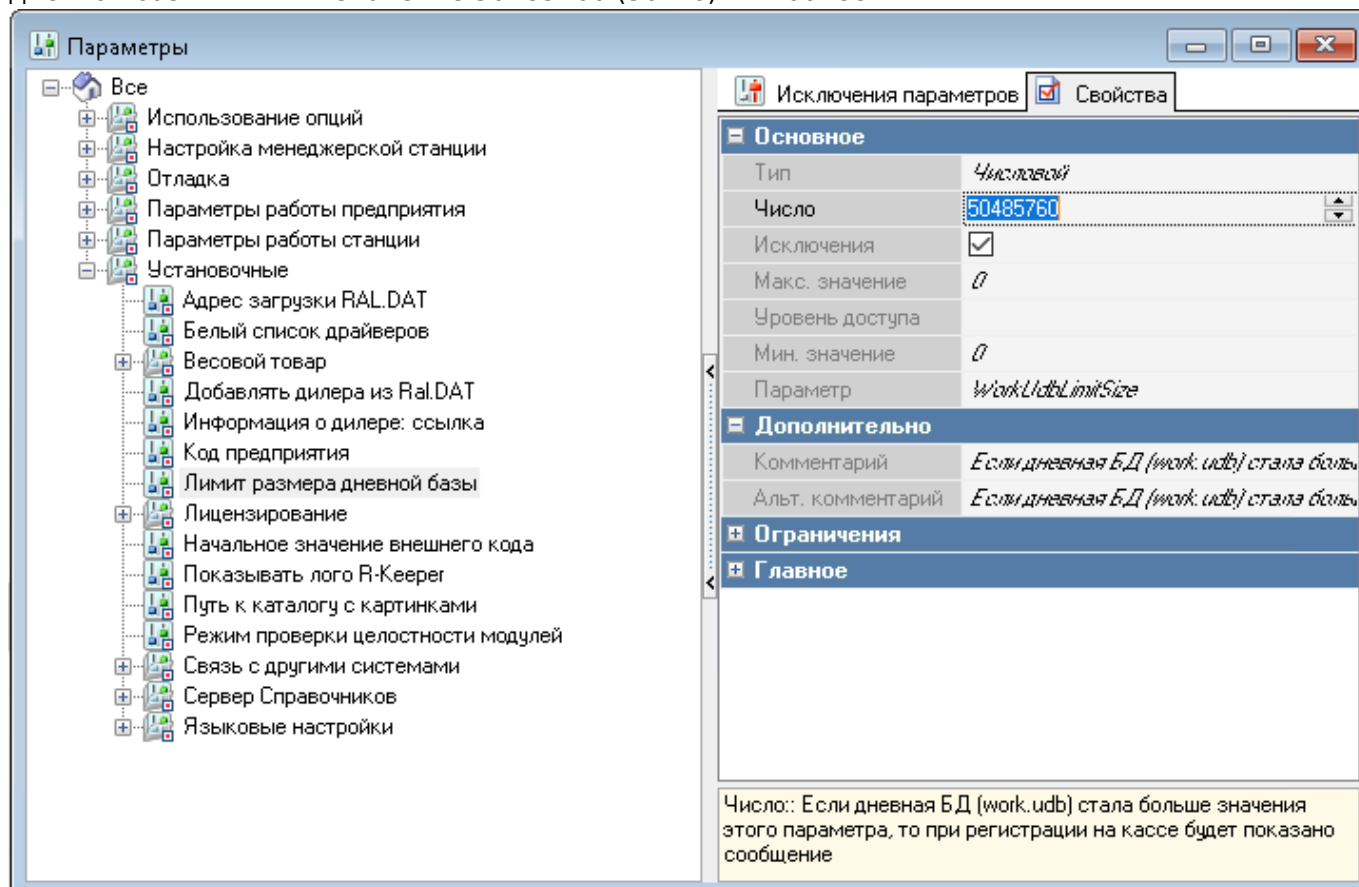 Параметры
Все
Использование опций
Настройка менеджерской станции
Отладка
Параметры работы предприятия
Параметры работы станции
Установочные
Адрес загрузки RAL.DAT
Белый список драйверов
Весовой товар
Добавлять дилера из Ral.DAT
Информация о дилере: ссылка
Код предприятия
Лимит размера дневной базы
Лицензирование
Начальное значение внешнего кода
Показывать лого R-Keeper
Путь к каталогу с картинками
Режим проверки целостности модулей
Связь с другими системами
Сервер Справочников
Языковые настройки
Исключения параметров Свойства
Основное
Тип Числовой
Число 50485760
Исключения
Макс. значение 0
Уровень доступа
Мин. значение 0
Параметр WorkUdbLimitSize
Дополнительно
Комментарий Если дневная БД (work.udb) стала
Альт. комментарий Если дневная БД (work.udb) стала
Ограничения
Главное
Число:: Если дневная БД (work.udb) стала больше значения
этого параметра, то при регистрации на кассе будет показано
сообщение